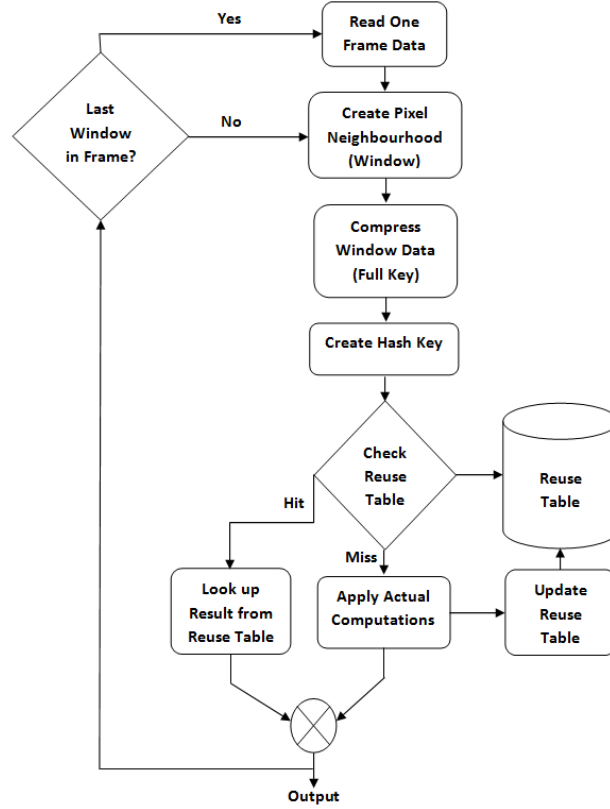 Yes
Read One
Frame Data
Last
Window
in Frame?
No
Create Pixel
Neighbourhood
(Window)
Compress
Window Data
(Full Key)
Create Hash Key
Check
Reuse
Table
Reuse
Table
Hit
Miss
Look up
Result from
Reuse Table
Apply Actual
Computations
Update
Reuse
Table
Output